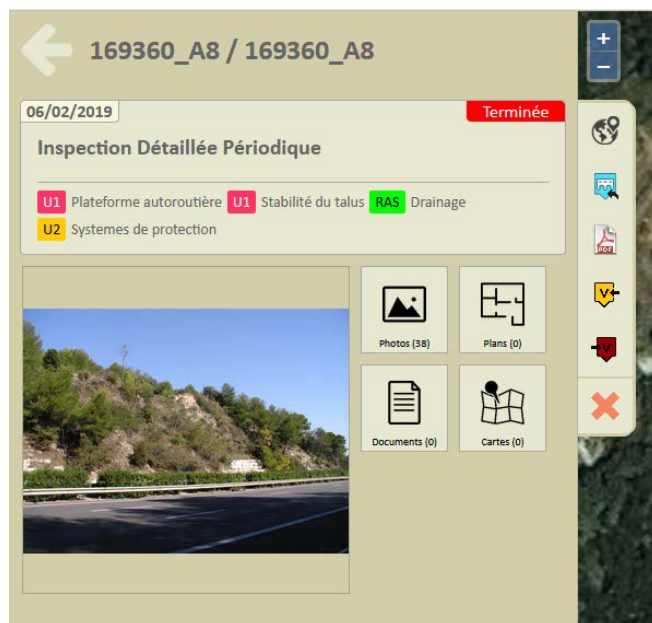 169360_A8 / 169360_A8
+
−
06/02/2019
Terminée
Inspection Détaillée Périodique
U1 Plateforme autoroutière U1 Stabilité du talus RAS Drainage
U2 Systemes de protection
PDF
V
V
Photos (38)
Plans (0)
Documents (0)
Cartes (0)